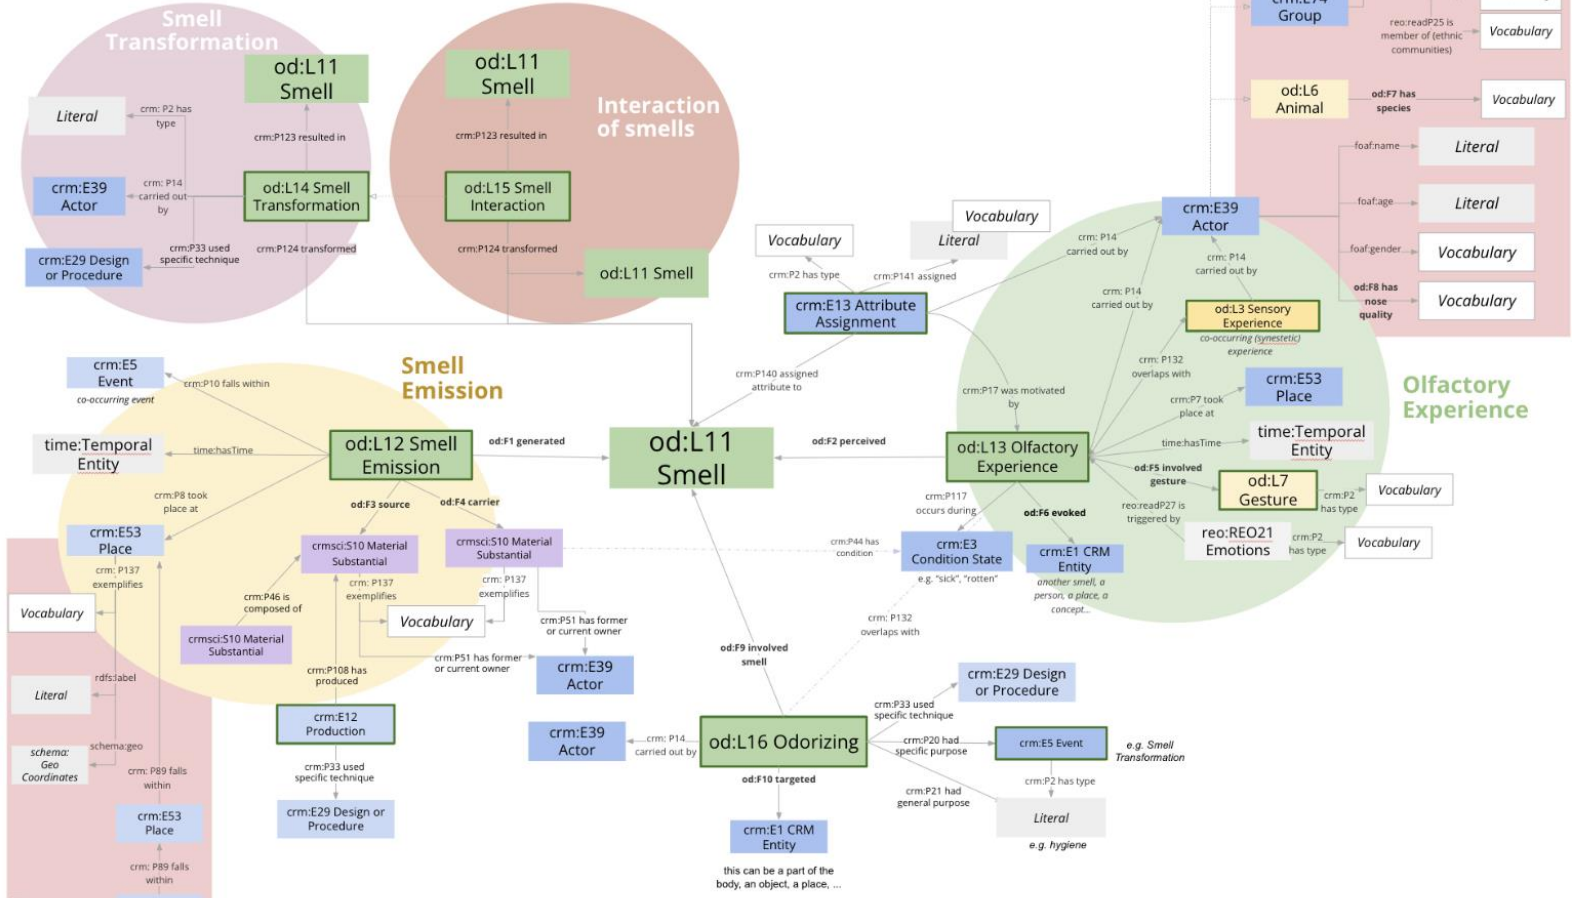 Smell
Transformation
od:L11
Smell
Literal
crm: P2 has
type
crm:P123 resulted in
crm:E39
Actor
crm: P14
carried out
by
od:L14 Smell
Transformation
crm:P33 used
specific technique
crm:P124 transformed
crm:E29 Design
or Procedure
od:L11
Smell
Interaction
of smells
crm:P123 resulted in
od:L15 Smell
Interaction
crm:P124 transformed
od:L11 Smell
crm:E74
Group
reo:readP25 is
member of (ethnic
communities)
Vocabulary
od:L6
Animal
od:F7 has
species
Vocabulary
foaf:name
Literal
foaf:age
Literal
foaf:gender
Vocabulary
od:F8 has
nose
quality
Vocabulary
Vocabulary
Vocabulary
Literal
crm:P2 has type
crm:P141 assigned
crm:E13 Attribute
Assignment
crm:P140 assigned
attribute to
crm: P14
carried out by
crm:E39
Actor
crm: P14
carried out by
crm: P14
carried out by
od:L3 Sensory
Experience
co-occurring (synestetic)
experience
crm: P132
overlaps with
crm:P17 was motivated
by
crm:E53
Place
crm:P7 took
place at
Olfactory
Experience
time:hasTime
time:Temporal
Entity
od:L13 Olfactory
Experience
od:F5 involved
gesture
od:L7
Gesture
crm:P2
has type
Vocabulary
reo:readP27 is
triggered by
reo:REO21
Emotions
crm:P2
has type
Vocabulary
crm:P117
occurs during
od:F6 evoked
crm:E3
Condition State
e.g. “sick”, “rotten”
crm:E1 CRM
Entity
another smell, a
person, a place, a
concept...
Smell
Emission
crm:E5
Event
co-occurring event
crm:P10 falls within
time:Temporal
Entity
time:hasTime
od:L12 Smell
Emission
od:F1 generated
od:L11
Smell
od:F2 perceived
crm:P8 took
place at
od:F3 source
od:F4 carrier
crm:E53
Place
crmsci:S10 Material
Substantial
crmsci:S10 Material
Substantial
crm:P44 has
condition
crm: P137
exemplifies
crm: P137
exemplifies
crm: P137
exemplifies
Vocabulary
crm:P46 is
composed of
Vocabulary
crm:P51 has former
or current owner
crmsci:S10 Material
Substantial
crm:P51 has former
or current owner
crm:E39
Actor
rdfs:label
Literal
crm:P108 has
produced
crm:E12
Production
schema:geo
schema:
Geo
Coordinates
crm: P89 falls
within
crm:P33 used
specific technique
crm:E53
Place
crm:E29 Design or
Procedure
crm: P89 falls
within
crm: P132
overlaps with
od:F9 involved
smell
crm:E39
Actor
crm: P14
carried out by
od:L16 Odorizing
crm:P33 used
specific technique
crm:E29 Design
or Procedure
crm:P20 had
specific purpose
crm:E5 Event
e.g. Smell
Transformation
crm:P21 had
general purpose
crm:P2 has type
Literal
e.g. hygiene
od:F10 targeted
crm:E1 CRM
Entity
this can be a part of the
body, an object, a place, ...